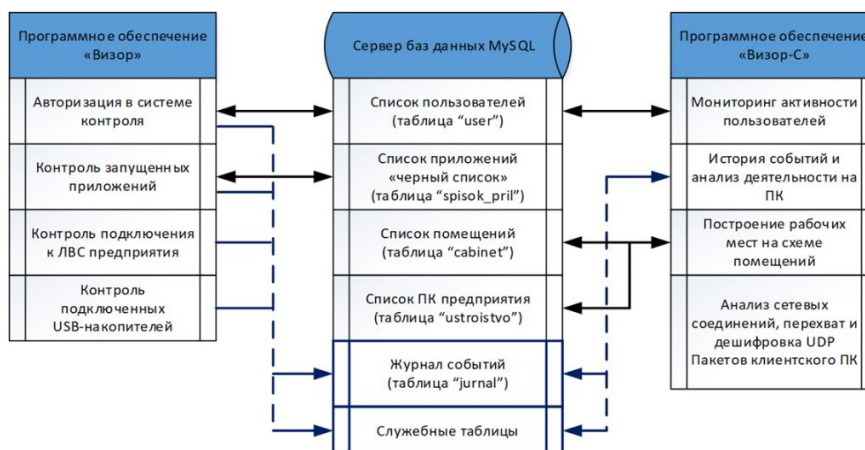 Программное обеспечение
«Визор»
Авторизация в системе
контроля
Контроль запущенных
приложений
Контроль подключения
к ЛВС предприятия
Контроль
подключенных
USB-накопителей
Сервер баз данных MySQL
Список пользователей
(таблица “user”)
Список приложений
«черный список»
(таблица “spisok_pril”)
Список помещений
(таблица “cabinet”)
Список ПК предприятия
(таблица “ustroistvo”)
Журнал событий
(таблица “jurnal”)
Служебные таблицы
Программное обеспечение
«Визор-С»
Мониторинг активности
пользователей
История событий и
анализ деятельности на
ПК
Построение рабочих
мест на схеме
помещений
Анализ сетевых
соединений, перехват и
дешифровка UDP
Пакетов клиентского ПК